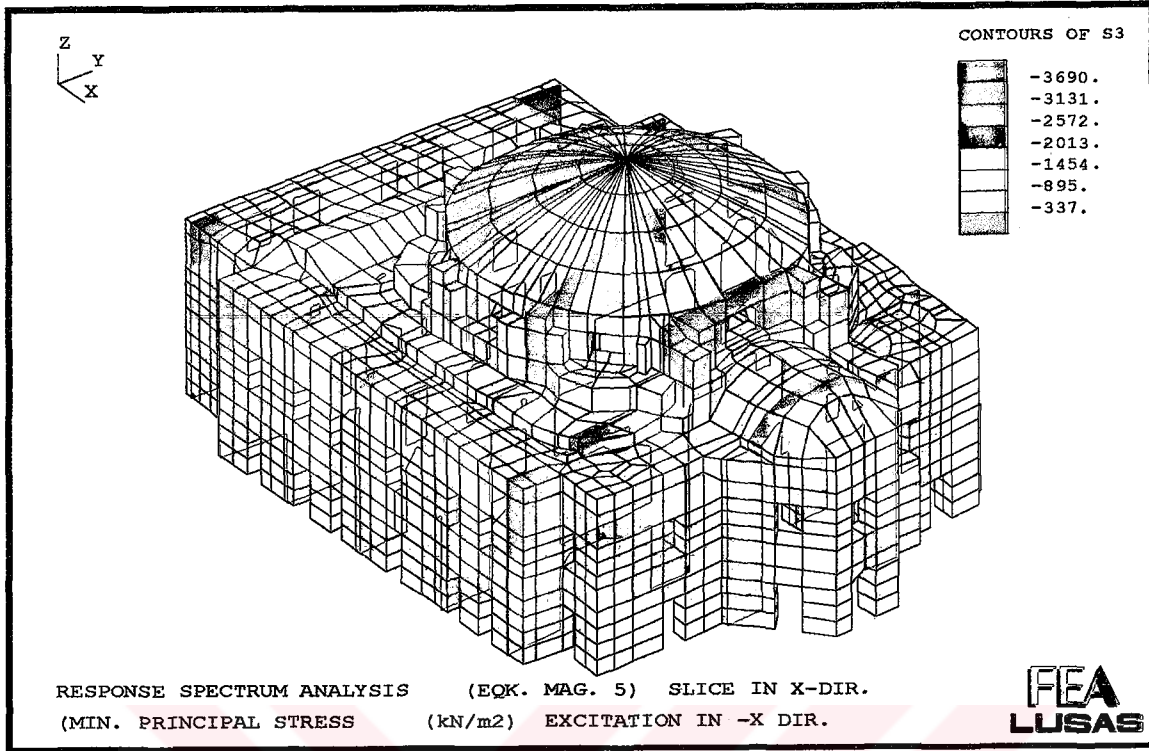 CONTOURS OF S3
Z
Y
X
-3690.
-3131.
-2572.
-2013.
-1454.
-895.
-337.
RESPONSE SPECTRUM ANALYSIS (EQK. MAG. 5) SLICE IN X-DIR.
(MIN. PRINCIPAL STRESS (kN/m2) EXCITATION IN -X DIR.
FEA
LUSAS